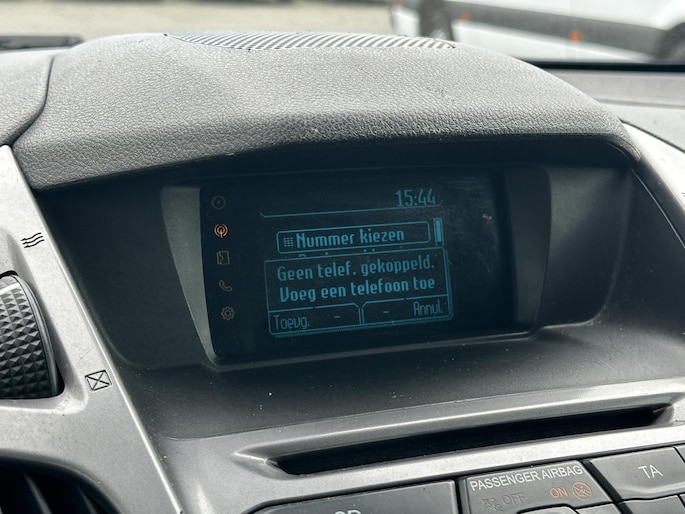 15:44
Nummer kiezen
Geen telef. gekoppeld.
Voeg een telefoon toe
Toevg. - - Annul.
PASSENGER AIRBAG
OFF ON
TA